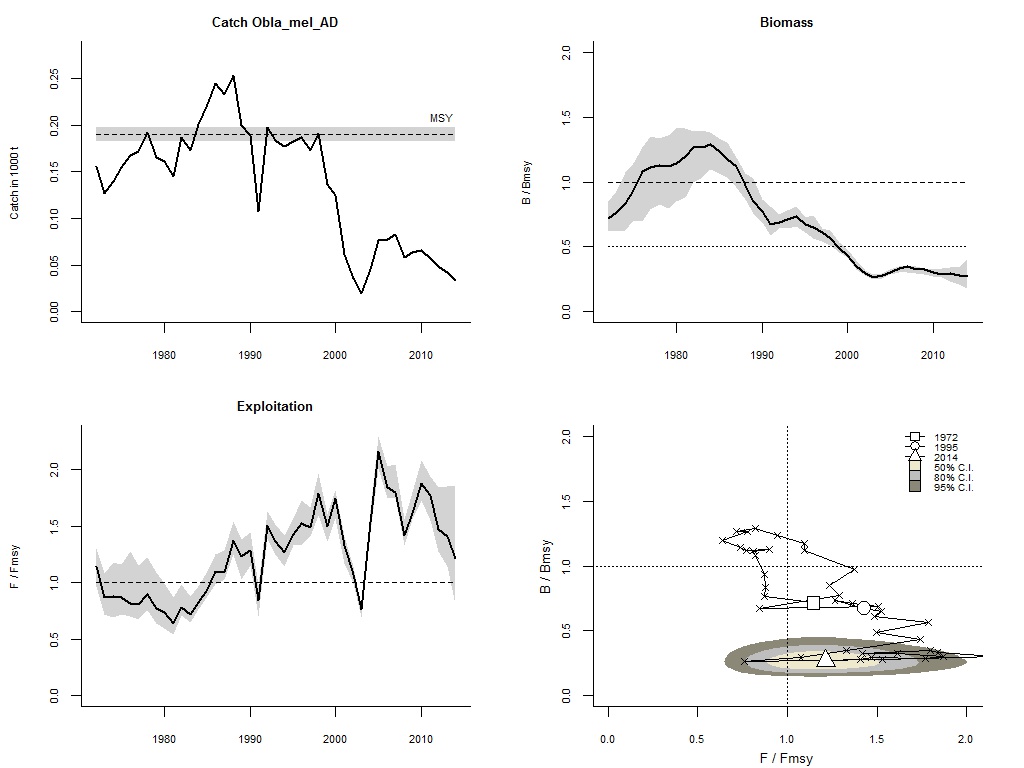 Catch Obla_mel_AD
Catch in 1000 t
0.00 0.05 0.10 0.15 0.20 0.25
MSY
1980 1990 2000 2010
Biomass
B / Bmsy
0.0 0.5 1.0 1.5 2.0
1980 1990 2000 2010
Exploitation
F / Fmsy
0.0 0.5 1.0 1.5 2.0
1980 1990 2000 2010
B / Bmsy
0.0 0.5 1.0 1.5 2.0
1972
1995
2014
50% C.I.
80% C.I.
95% C.I.
0.0 0.5 1.0 1.5 2.0
F / Fmsy